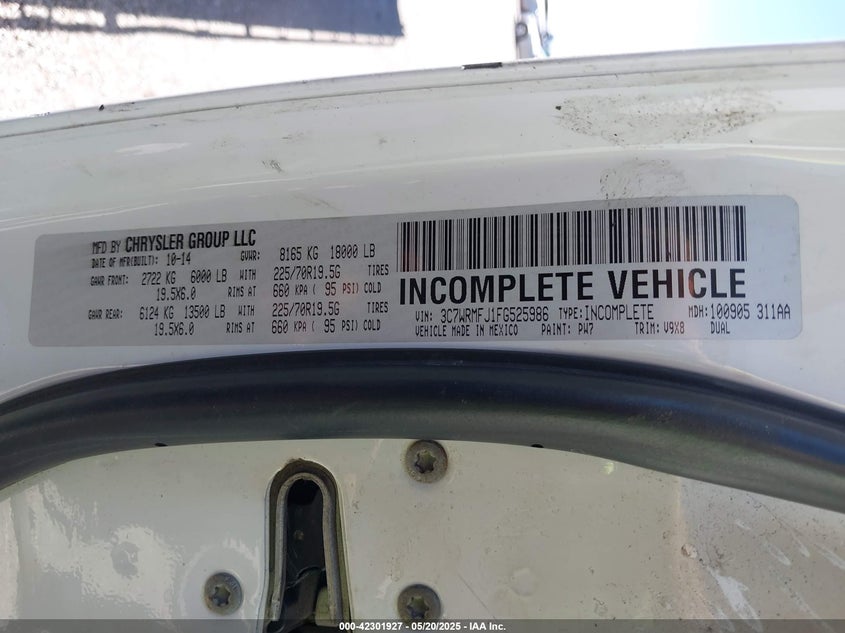 MFD BY CHRYSLER GROUP LLC
DATE OF MFR(BUILT): 10-14 GVWR: 8165 KG 18000 LB
GAWR FRONT: 2722 KG 6000 LB WITH 225/70R19.5G TIRES
19.5X6.0 RIMS AT 660 KPA ( 95 PSI) COLD
GAWR REAR: 6124 KG 13500 LB WITH 225/70R19.5G TIRES
19.5X6.0 RIMS AT 660 KPA ( 95 PSI) COLD
INCOMPLETE VEHICLE
VIN: 3C7WRMFJ1FG525986 TYPE: INCOMPLETE MDH: 100905 311AA
VEHICLE MADE IN MEXICO PAINT: PW7 TRIM: V9X8 DUAL
000-42301927 - 05/20/2025 - IAA Inc.